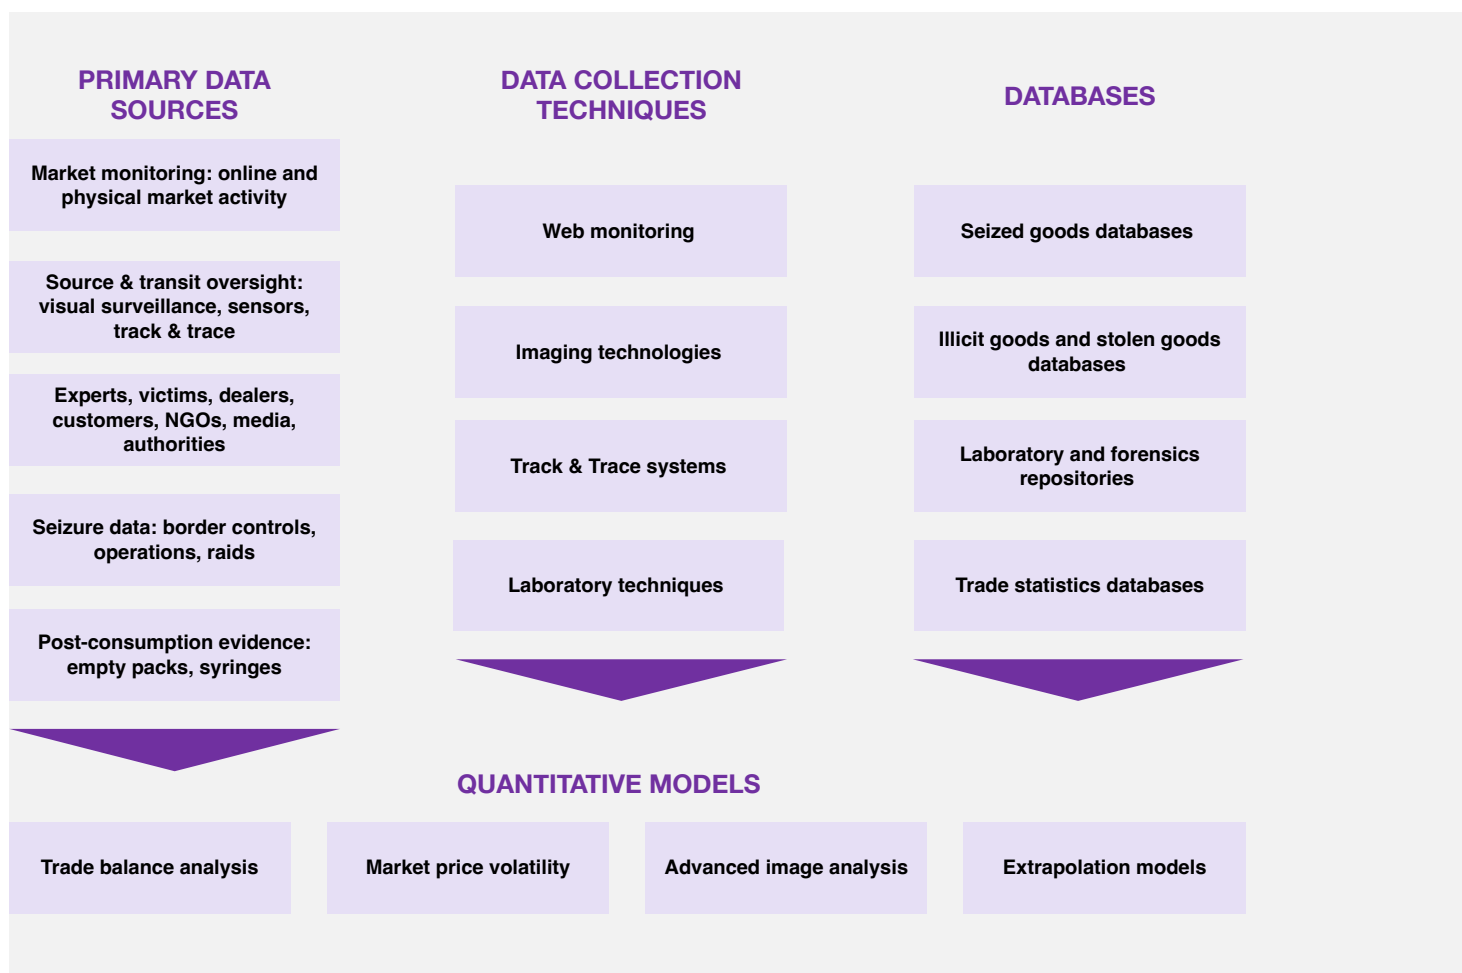 PRIMARY DATA
SOURCES
Market monitoring: online and
physical market activity
Source & transit oversight:
visual surveillance, sensors,
track & trace
Experts, victims, dealers,
customers, NGOs, media,
authorities
Seizure data: border controls,
operations, raids
Post-consumption evidence:
empty packs, syringes
DATA COLLECTION
TECHNIQUES
Web monitoring
Imaging technologies
Track & Trace systems
Laboratory techniques
DATABASES
Seized goods databases
Illicit goods and stolen goods
databases
Laboratory and forensics
repositories
Trade statistics databases
QUANTITATIVE MODELS
Trade balance analysis
Market price volatility
Advanced image analysis
Extrapolation models